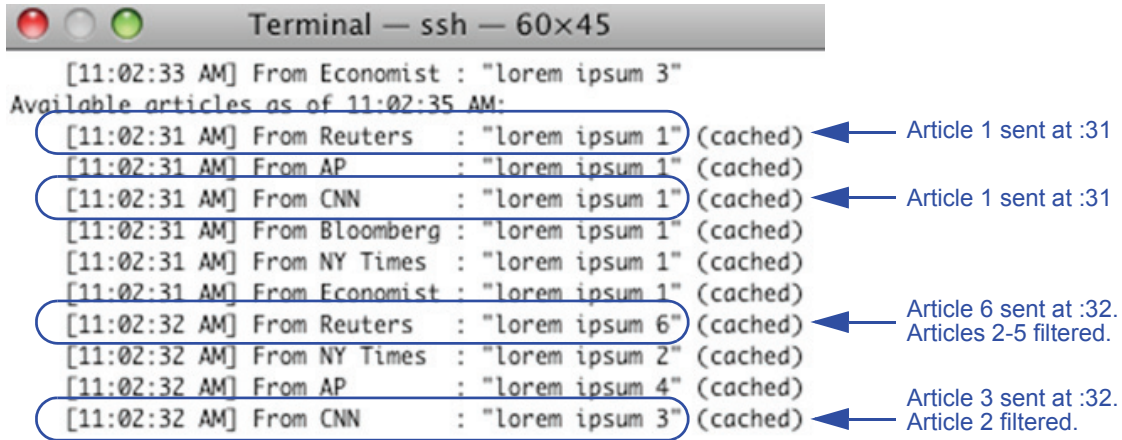 Terminal — ssh — 60×45
[11:02:33 AM] From Economist : "lorem ipsum 3"
Available articles as of 11:02:35 AM:
[11:02:31 AM] From Reuters : "lorem ipsum 1" (cached)
Article 1 sent at :31
[11:02:31 AM] From AP : "lorem ipsum 1" (cached)
[11:02:31 AM] From CNN : "lorem ipsum 1" (cached)
Article 1 sent at :31
[11:02:31 AM] From Bloomberg : "lorem ipsum 1" (cached)
[11:02:31 AM] From NY Times : "lorem ipsum 1" (cached)
[11:02:31 AM] From Economist : "lorem ipsum 1" (cached)
[11:02:32 AM] From Reuters : "lorem ipsum 6" (cached)
Article 6 sent at :32.
Articles 2-5 filtered.
[11:02:32 AM] From NY Times : "lorem ipsum 2" (cached)
[11:02:32 AM] From AP : "lorem ipsum 4" (cached)
[11:02:32 AM] From CNN : "lorem ipsum 3" (cached)
Article 3 sent at :32.
Article 2 filtered.